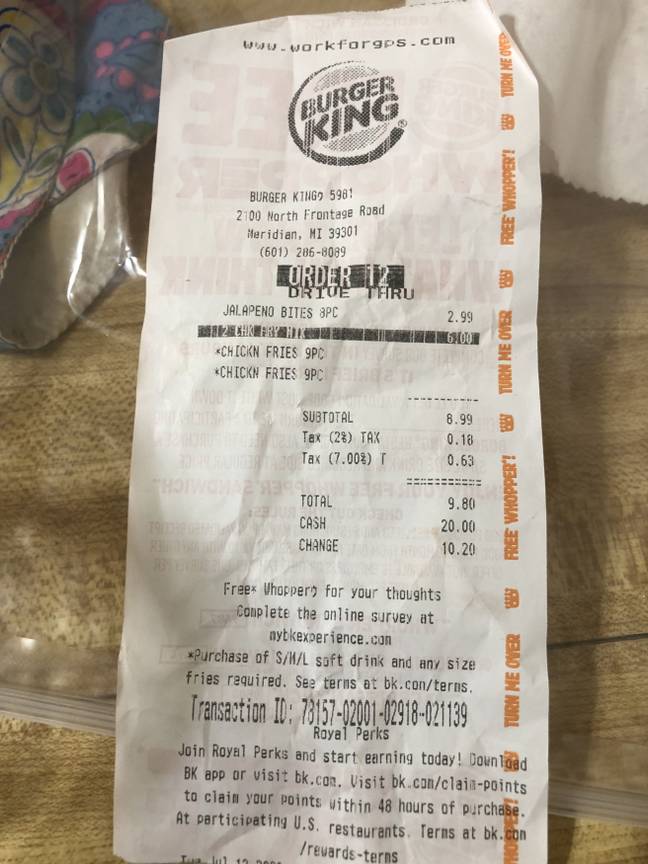 www.workforgps.com
BURGER
KING®
BURGER KING® 5981
2100 North Frontage Road
Meridian, MI 39301
(601) 286-8089
ORDER 12
DRIVE THRU
JALAPENO BITES 8PC 2.99
2 CHK FRY MIX 6.00
*CHICKN FRIES 9PC
*CHICKN FRIES 9PC
SUBTOTAL 8.99
Tax (2%) TAX 0.18
Tax (7.00%) T 0.63
TOTAL 9.80
CASH 20.00
CHANGE 10.20
Free* Whopper® for your thoughts
Complete the online survey at
mybkexperience.com
*Purchase of S/M/L soft drink and any size
fries required. See terms at bk.com/terms.
Transaction ID: 73157-02001-02918-021139
Royal Perks
Join Royal Perks and start earning today! Download
BK app or visit bk.com. Visit bk.com/claim-points
to claim your points within 48 hours of purchase.
At participating U.S. restaurants. Terms at bk.com
/rewards-terms
TURN ME OVER
FREE WHOPPER!
TURN ME OVER
FREE WHOPPER!
TURN ME OVER